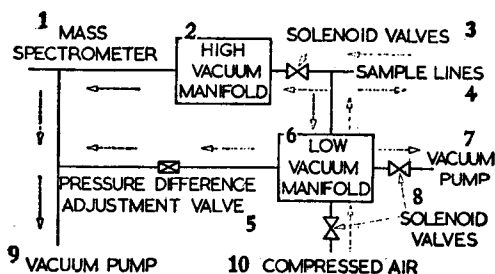 1
MASS
SPECTROMETER
2
HIGH
VACUUM
MANIFOLD
SOLENOID VALVES 3
SAMPLE LINES
4
6
LOW
VACUUM
MANIFOLD
7
VACUUM
PUMP
PRESSURE DIFFERENCE
ADJUSTMENT VALVE
5
8
SOLENOID
VALVES
9 VACUUM PUMP
10 COMPRESSED AIR